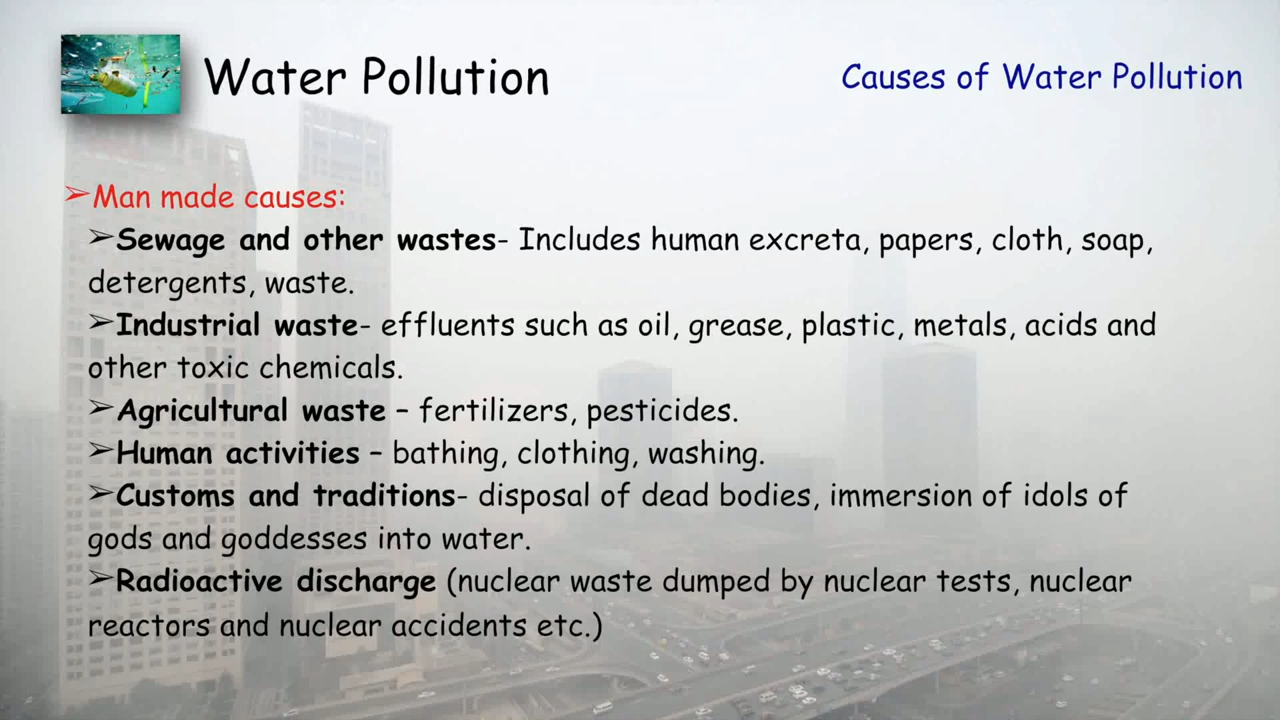 Water Pollution
Causes of Water Pollution
➢Man made causes:
➢Sewage and other wastes- Includes human excreta, papers, cloth, soap,
detergents, waste.
➢Industrial waste- effluents such as oil, grease, plastic, metals, acids and
other toxic chemicals.
➢Agricultural waste – fertilizers, pesticides.
➢Human activities – bathing, clothing, washing.
➢Customs and traditions- disposal of dead bodies, immersion of idols of
gods and goddesses into water.
➢Radioactive discharge (nuclear waste dumped by nuclear tests, nuclear
reactors and nuclear accidents etc.)